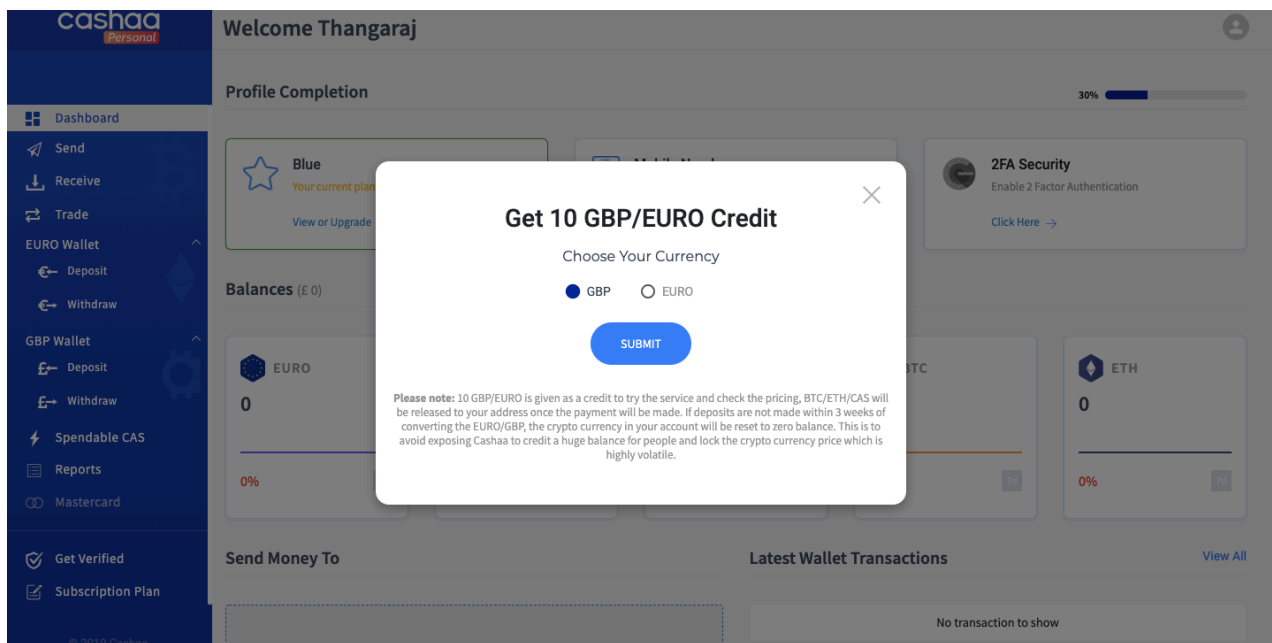 cashaa
Personal
Welcome Thangaraj
Profile Completion
30%
Dashboard
Send
Receive
Trade
EURO Wallet
Deposit
Withdraw
GBP Wallet
Deposit
Withdraw
Spendable CAS
Reports
Mastercard
Get Verified
Subscription Plan
Blue
Your current plan
View or Upgrade
2FA Security
Enable 2 Factor Authentication
Click Here →
Get 10 GBP/EURO Credit
Choose Your Currency
GBP EURO
SUBMIT
Please note: 10 GBP/EURO is given as a credit to try the service and check the pricing, BTC/ETH/CAS will
be released to your address once the payment will be made. If deposits are not made within 3 weeks of
converting the EURO/GBP, the crypto currency in your account will be reset to zero balance. This is to
avoid exposing Cashaa to credit a huge balance for people and lock the crypto currency price which is
highly volatile.
Balances (£ 0)
EURO
0
0%
BTC
7d
ETH
0
0%
7d
Send Money To
Latest Wallet Transactions
View All
No transaction to show